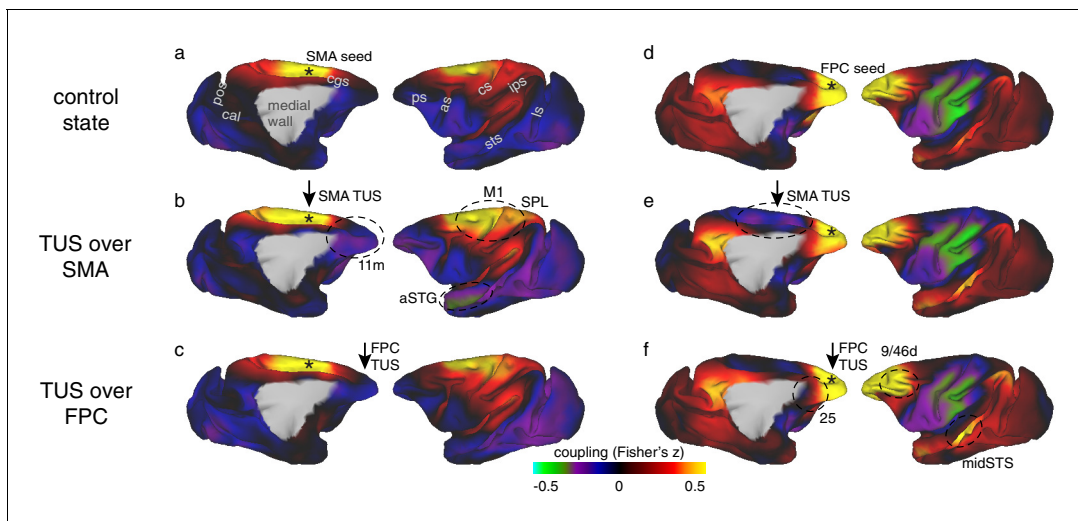 control
state
a
SMA seed
*
cgs
pos
cal
medial
wall
ps
as
cs
ips
ls
sts
d
FPC seed
*
TUS over
SMA
b
SMA TUS
*
11m
M1
SPL
aSTG
e
SMA TUS
*
TUS over
FPC
c
FPC
TUS
*
f
FPC
TUS
*
25
9/46d
midSTS
coupling (Fisher's z)
-0.5
0
0.5